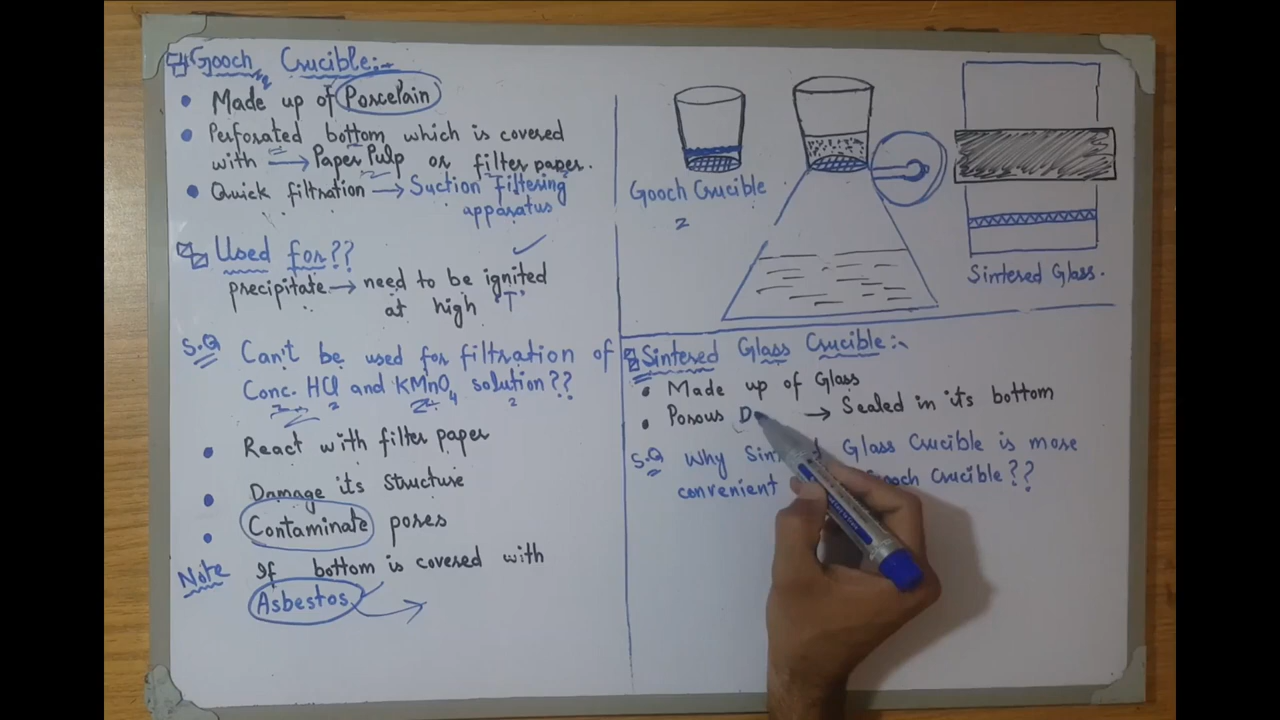 Gooch Crucible:-
Made up of Porcelain
Perforated bottom which is covered
with → Paper Pulp or filter paper.
Quick filtration → Suction Filtering
apparatus
Used for??
precipitate → need to be ignited
at high "T"
S.Q Can't be used for filtration of
Conc. HCl and KMnO4 solution??
React with filter paper
Damage its structure
Contaminate poses
Note If bottom is covered with
Asbestos
Gooch Crucible
Sintered Glass.
Sintered Glass Crucible:-
Made up of Glass
Porous → Sealed in its bottom
S.Q Why Glass Crucible is more
convenient Gooch Crucible??